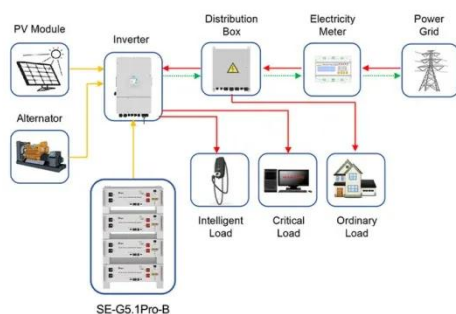 PV Module
Inverter
Distribution
Box
Electricity
Meter
Power
Grid
Alternator
Intelligent
Load
Critical
Load
Ordinary
Load
SE-G5.1Pro-B